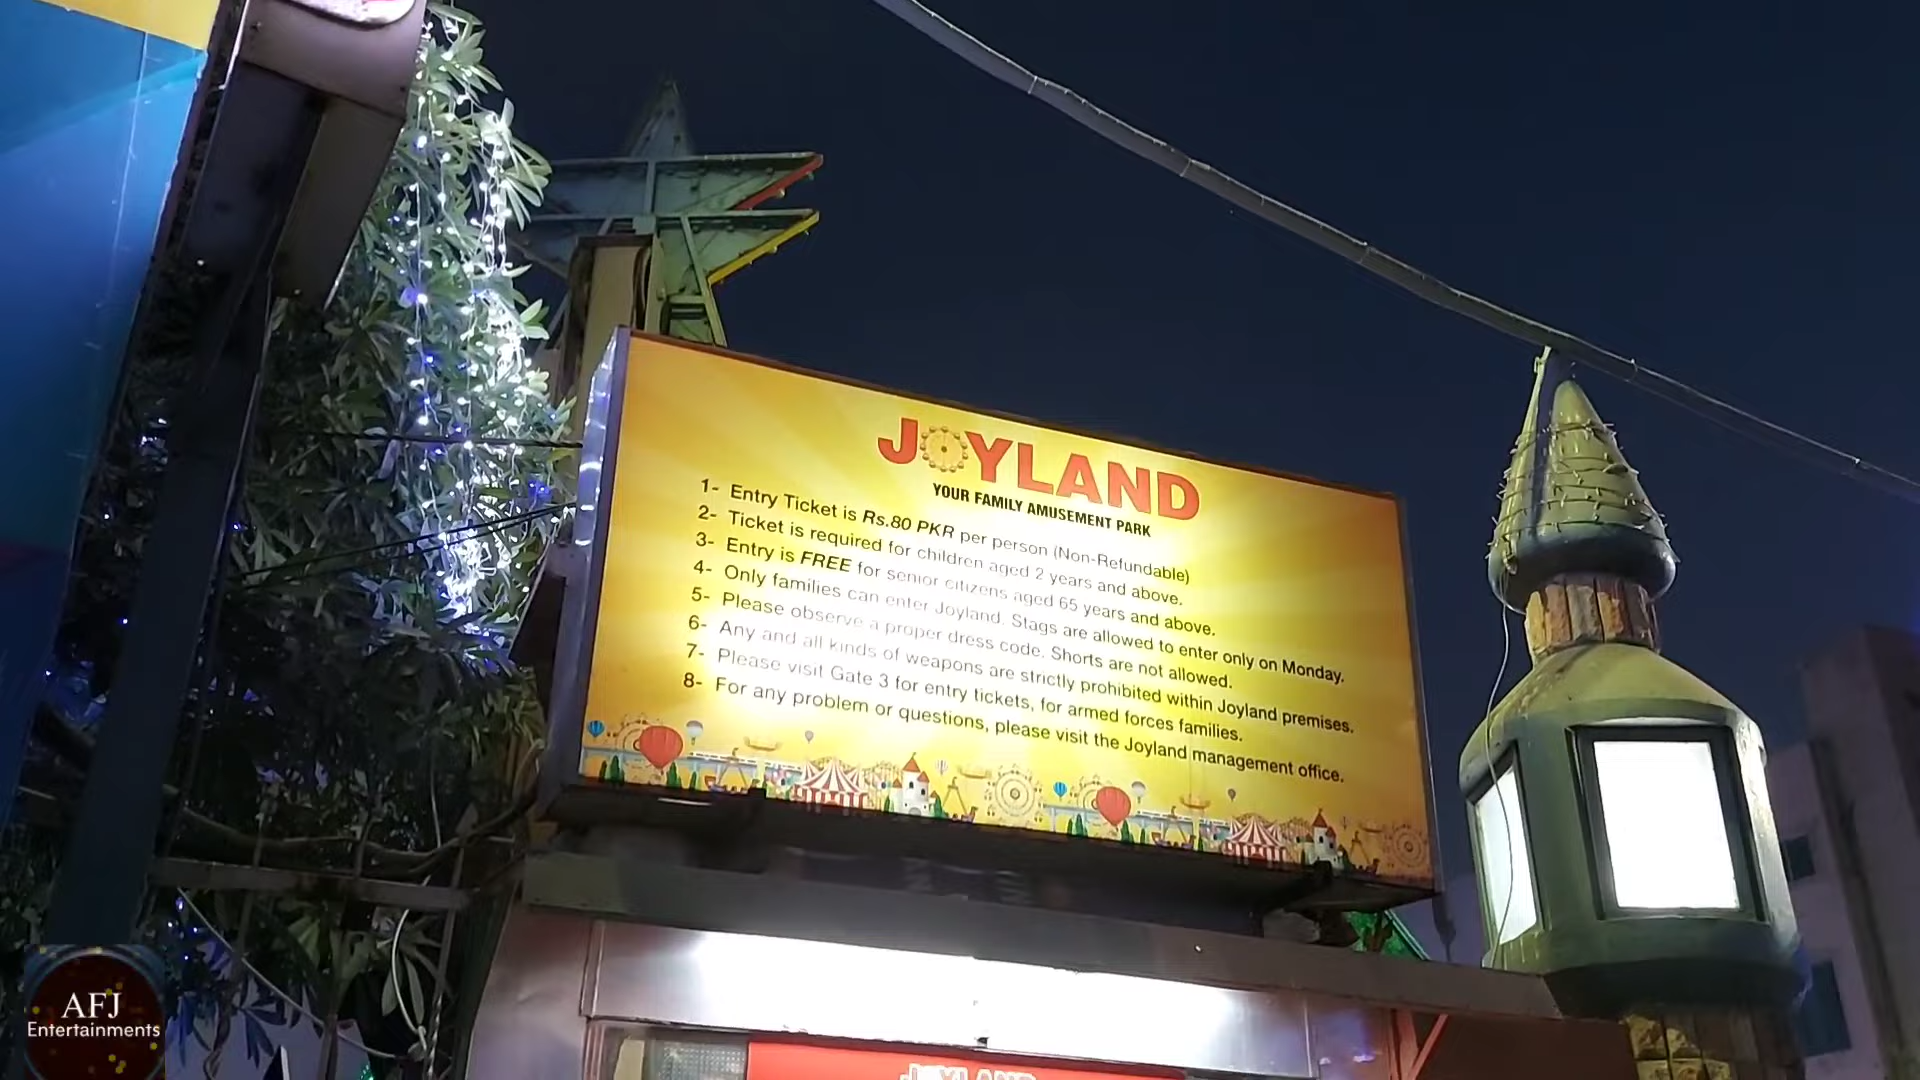 JOYLAND
YOUR FAMILY AMUSEMENT PARK
1- Entry Ticket is Rs.80 PKR per person (Non-Refundable)
2- Ticket is required for children aged 2 years and above.
3- Entry is FREE for senior citizens aged 65 years and above.
4- Only families can enter Joyland. Stags are allowed to enter only on Monday.
5- Please observe a proper dress code. Shorts are not allowed.
6- Any and all kinds of weapons are strictly prohibited within Joyland premises.
7- Please visit Gate 3 for entry tickets, for armed forces families.
8- For any problem or questions, please visit the Joyland management office.
JOYLAND
AFJ
Entertainments